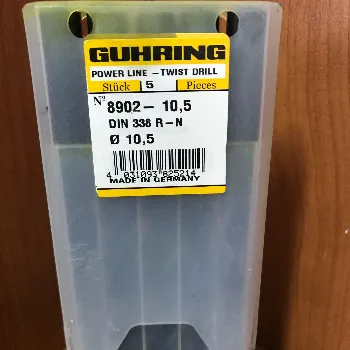 GUHRING
POWER LINE - TWIST DRILL
Stück 5 Pieces
Nº 8902- 10,5
DIN 338 R-N
Ø 10,5
4 031093 825214
MADE IN GERMANY